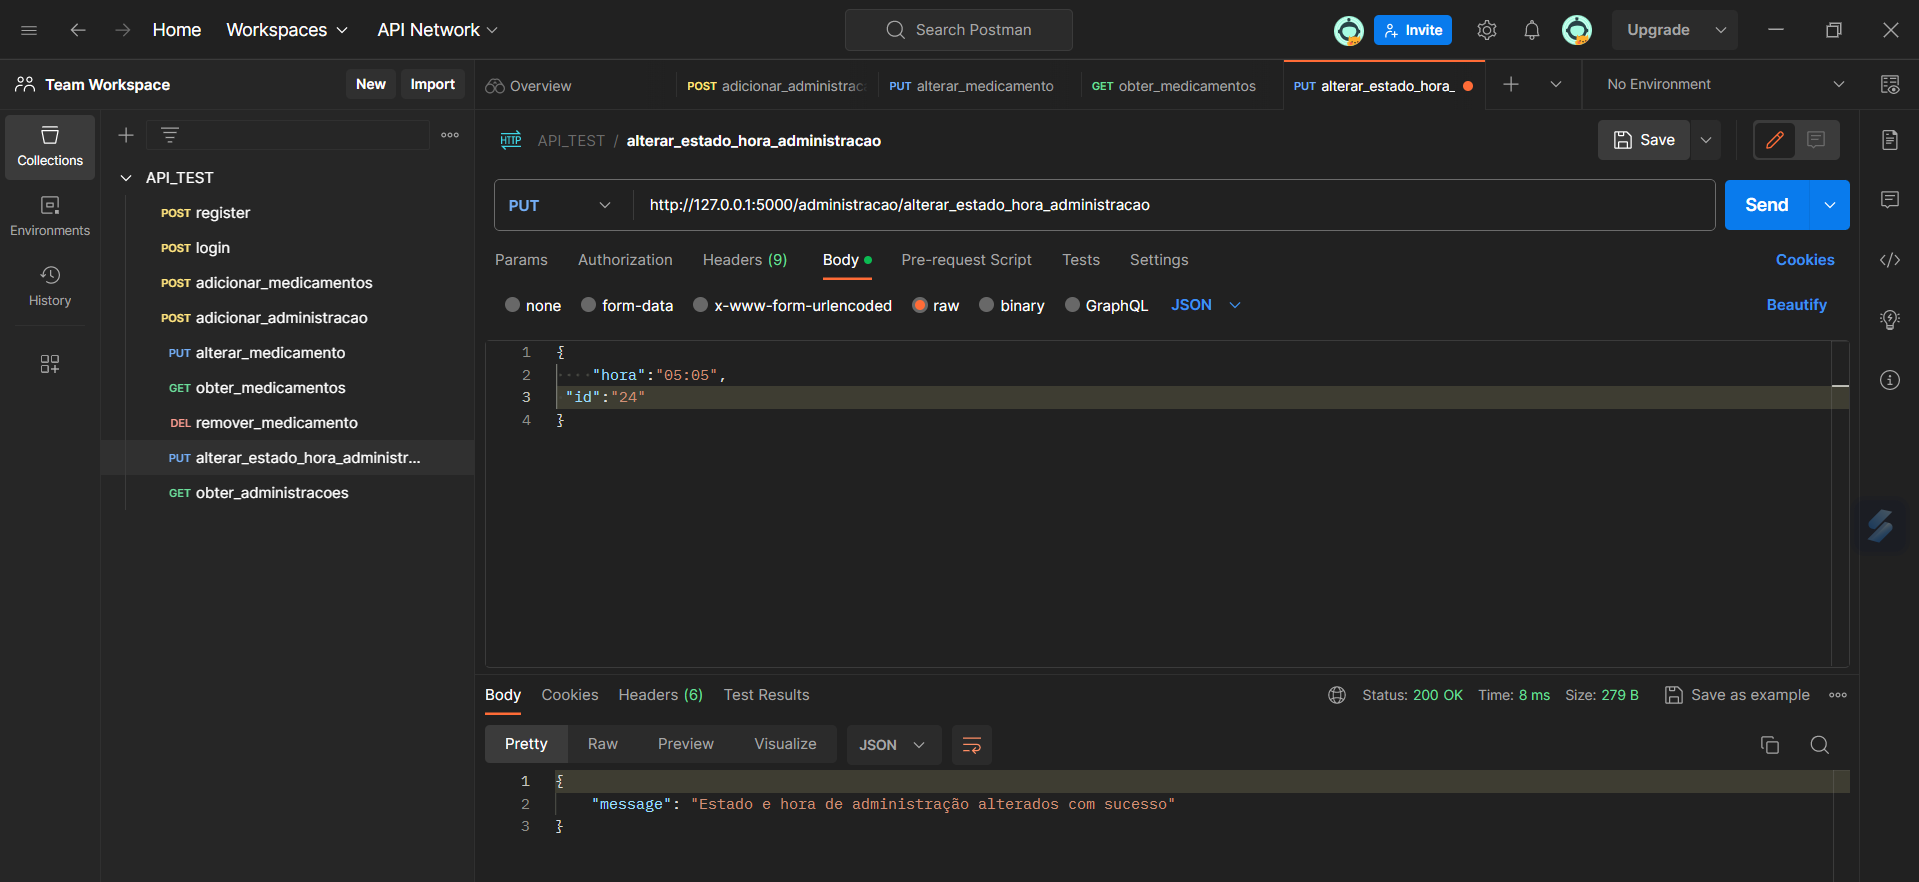 Home
Workspaces
API Network
Search Postman
Invite
Upgrade
Team Workspace
New
Import
Overview
POST adicionar_administrac
PUT alterar_medicamento
GET obter_medicamentos
PUT alterar_estado_hora_
No Environment
Collections
Environments
History
API_TEST
POST register
POST login
POST adicionar_medicamentos
POST adicionar_administracao
PUT alterar_medicamento
GET obter_medicamentos
DEL remover_medicamento
PUT alterar_estado_hora_administr...
GET obter_administracoes
HTTP API_TEST / alterar_estado_hora_administracao
Save
PUT http://127.0.0.1:5000/administracao/alterar_estado_hora_administracao
Send
Params Authorization Headers (9) Body Pre-request Script Tests Settings
Cookies
none form-data x-www-form-urlencoded raw binary GraphQL JSON
Beautify
1 {
2 "hora":"05:05",
3 "id":"24"
4 }
Body Cookies Headers (6) Test Results
Status: 200 OK Time: 8 ms Size: 279 B Save as example
Pretty Raw Preview Visualize JSON
1 {
2 "message": "Estado e hora de administração alterados com sucesso"
3 }